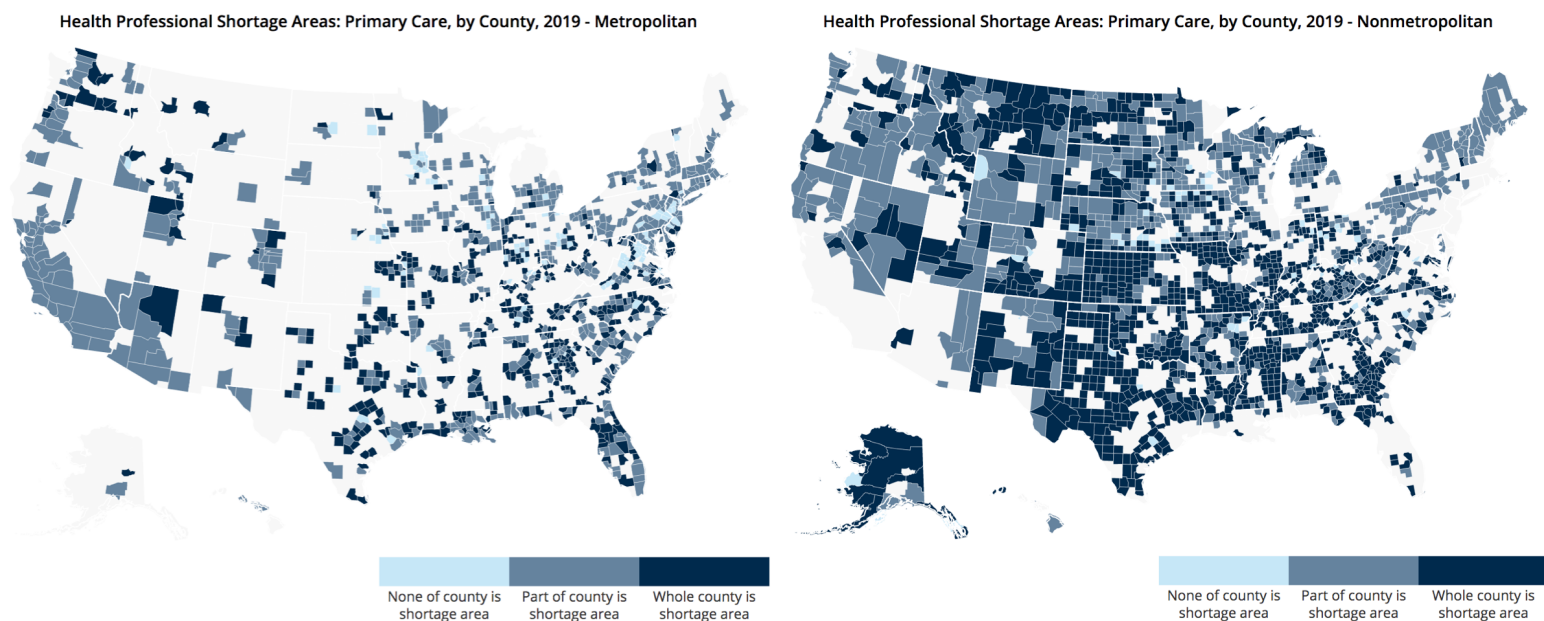 Health Professional Shortage Areas: Primary Care, by County, 2019 - Metropolitan
None of county is
shortage area
Part of county is
shortage area
Whole county is
shortage area
Health Professional Shortage Areas: Primary Care, by County, 2019 - Nonmetropolitan
None of county is
shortage area
Part of county is
shortage area
Whole county is
shortage area